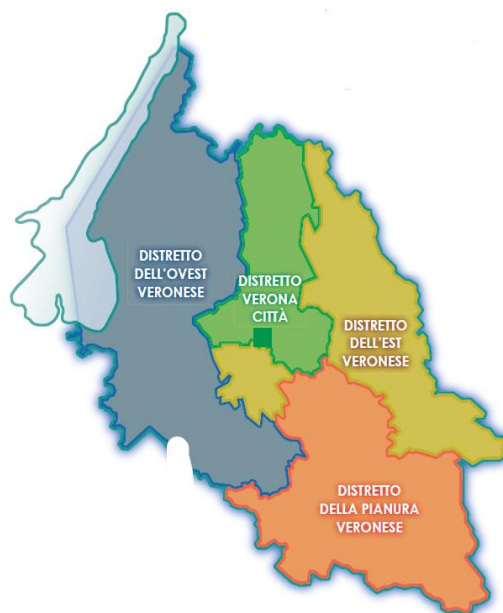 DISTRETTO
DELL'OVEST
VERONESE
DISTRETTO
VERONA
CITTÀ
DISTRETTO
DELL'EST
VERONESE
DISTRETTO
DELLA PIANURA
VERONESE